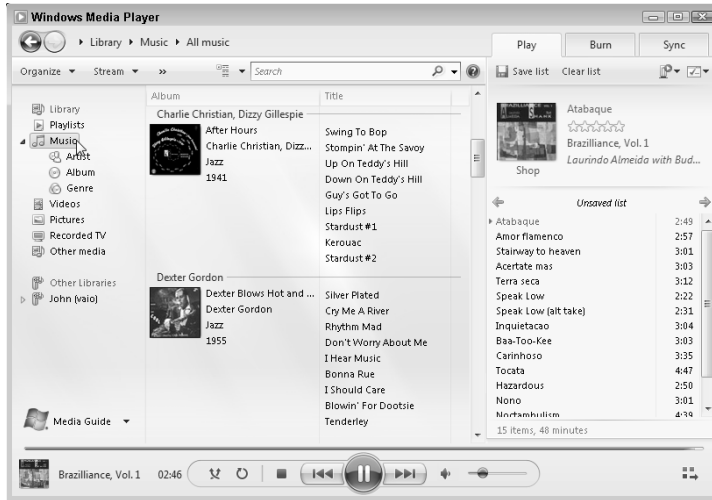 Windows Media Player
Library ▸ Music ▸ All music
Play Burn Sync
Organize Stream » Search Save list Clear list
Library
Playlists
Music
Artist
Album
Genre
Videos
Pictures
Recorded TV
Other media
Other Libraries
John (vaio)
Media Guide
Album Title
Charlie Christian, Dizzy Gillespie
After Hours
Charlie Christian, Dizz...
Jazz
1941
Swing To Bop
Stompin' At The Savoy
Up On Teddy's Hill
Down On Teddy's Hill
Guy's Got To Go
Lips Flips
Stardust #1
Kerouac
Stardust #2
Dexter Gordon
Dexter Blows Hot and ...
Dexter Gordon
Jazz
1955
Silver Plated
Cry Me A River
Rhythm Mad
Don't Worry About Me
I Hear Music
Bonna Rue
I Should Care
Blowin' For Dootsie
Tenderley
Shop
Atabaque
Brazilliance, Vol. 1
Laurindo Almeida with Bud...
Unsaved list
Atabaque 2:49
Amor flamenco 2:57
Stairway to heaven 3:01
Acertate mas 3:03
Terra seca 3:12
Speak Low 2:22
Speak Low (alt take) 2:31
Inquietacao 3:04
Baa-Too-Kee 3:03
Carinhoso 3:35
Tocata 4:47
Hazardous 2:50
Nono 3:01
Noctambulism 4:39
15 items, 48 minutes
Brazilliance, Vol. 1 02:46